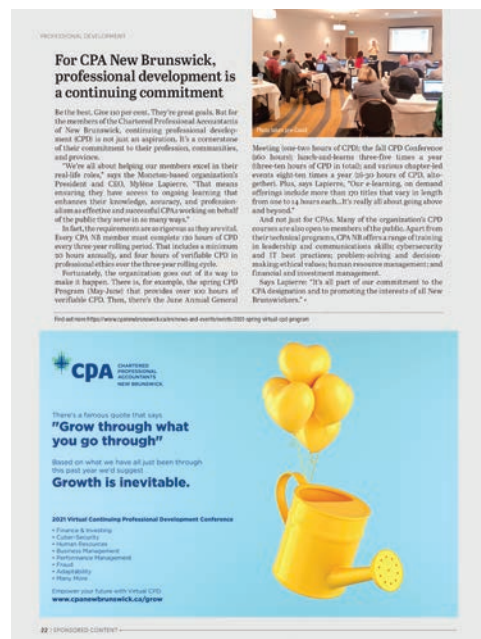 PROFESSIONAL DEVELOPMENT
For CPA New Brunswick,
professional development is
a continuing commitment
Be the best. Give 110 per cent. They're great goals. But for
the members of the Chartered Professional Accountants
of New Brunswick, continuing professional develop-
ment (CPD) is not just an aspiration. It's a cornerstone
of their commitment to their profession, communities,
and province.
"We're all about helping our members excel in their
real-life roles," says the Moncton-based organization's
President and CEO, Mylène Lapierre. "That means
ensuring they have access to ongoing learning that
enhances their knowledge, accuracy, and profession-
alism as effective and successful CPAs working on behalf
of the public they serve in so many ways."
In fact, the requirements are as rigorous as they are vital.
Every CPA NB member must complete 120 hours of CPD
every three year rolling period. That includes a minimum
20 hours annually, and four hours of verifiable CPD in
professional ethics over the three year rolling cycle.
Fortunately, the organization goes out of its way to
make it happen. There is, for example, the spring CPD
Program (May-June) that provides over 100 hours of
verifiable CPD. Then, there's the June Annual General
Meeting (one-two hours of CPD); the fall CPD Conference
(160 hours); lunch-and-learns three-five times a year
(three-ten hours of CPD in total); and various chapter-led
events eight-ten times a year (16-30 hours of CPD, alto-
gether). Plus, says Lapierre, "Our e-learning, on demand
offerings include more than 170 titles that vary in length
from one to 14 hours each...It's really all about going above
and beyond."
And not just for CPAs. Many of the organization's CPD
courses are also open to members of the public. Apart from
their technical programs, CPA NB offers a range of training
in leadership and communications skills; cybersecurity
and IT best practices; problem-solving and decision-
making; ethical values; human resource management; and
financial and investment management.
Says Lapierre: "It's all part of our commitment to the
CPA designation and to promoting the interests of all New
Brunswickers." •
CPA
CHARTERED
PROFESSIONAL
ACCOUNTANTS
NEW BRUNSWICK
There's a famous quote that says
"Grow through what
you go through"
Based on what we have all just been through
this past year we'd suggest
Growth is inevitable.
2021 Virtual Continuing Professional Development Conference
• Finance & Investing
• Cyber-Security
• Human Resources
• Business Management
• Performance Management
• Fraud
• Adaptability
• Many More
Empower your future with Virtual CPD
www.cpanewbrunswick.ca/grow
22 | SPONSORED CONTENT